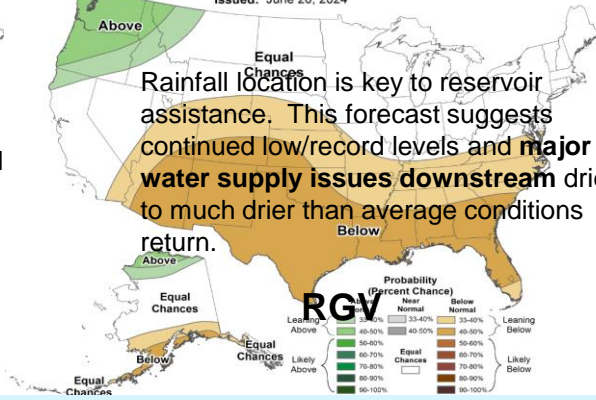 Issued: June 20, 2024
Above
Equal
Chances
Rainfall location is key to reservoir
assistance. This forecast suggests
continued low/record levels and major
water supply issues downstream
to much drier than average conditions
return.
Below
Above
Equal
Chances
Below
Equal
Chances
Equal
Chances
RGV
Probability
(Percent Chance)
Near
Normal
Below
Normal
Leaning
Above
33-40% 33-40% 33-40%
40-50% 40-50% 40-50%
Leaning
Below
50-60% 50-60%
Likely
Above
60-70% Equal 60-70%
70-80% Chances 70-80%
80-90% 80-90%
90-100% 90-100%
Likely
Below